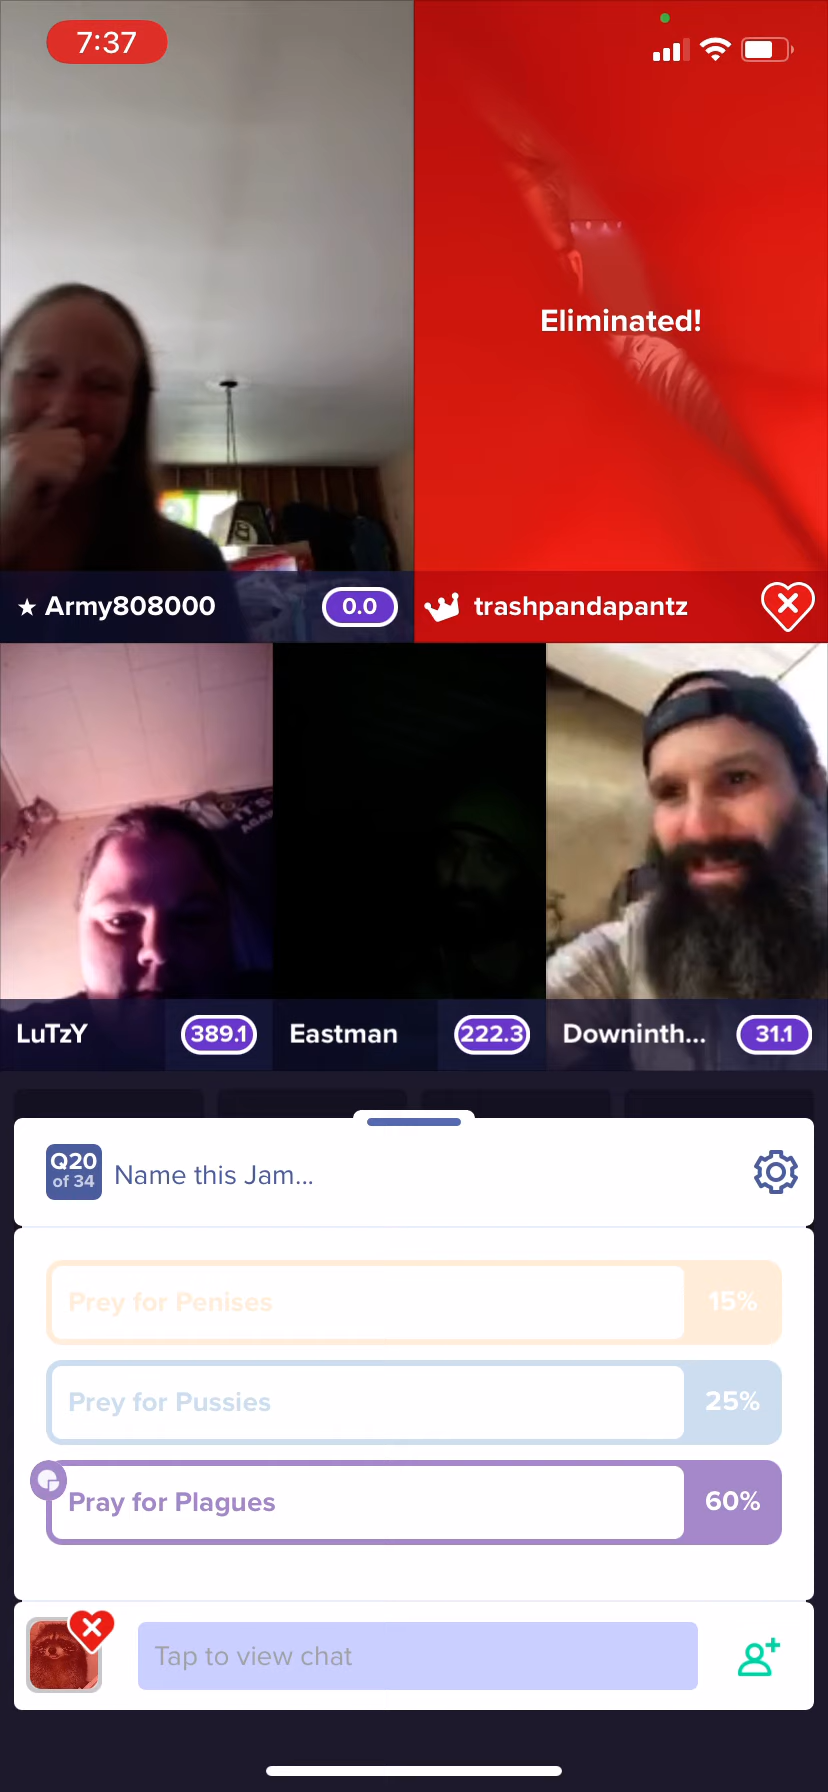 7:37
Eliminated!
Army808000
0.0
trashpandapantz
IT'S
AGAI
LuTzY
389.1
Eastman
222.3
Downinth...
31.1
Q20
of 34
Name this Jam...
Prey for Penises
15%
Prey for Pussies
25%
Pray for Plagues
60%
Tap to view chat